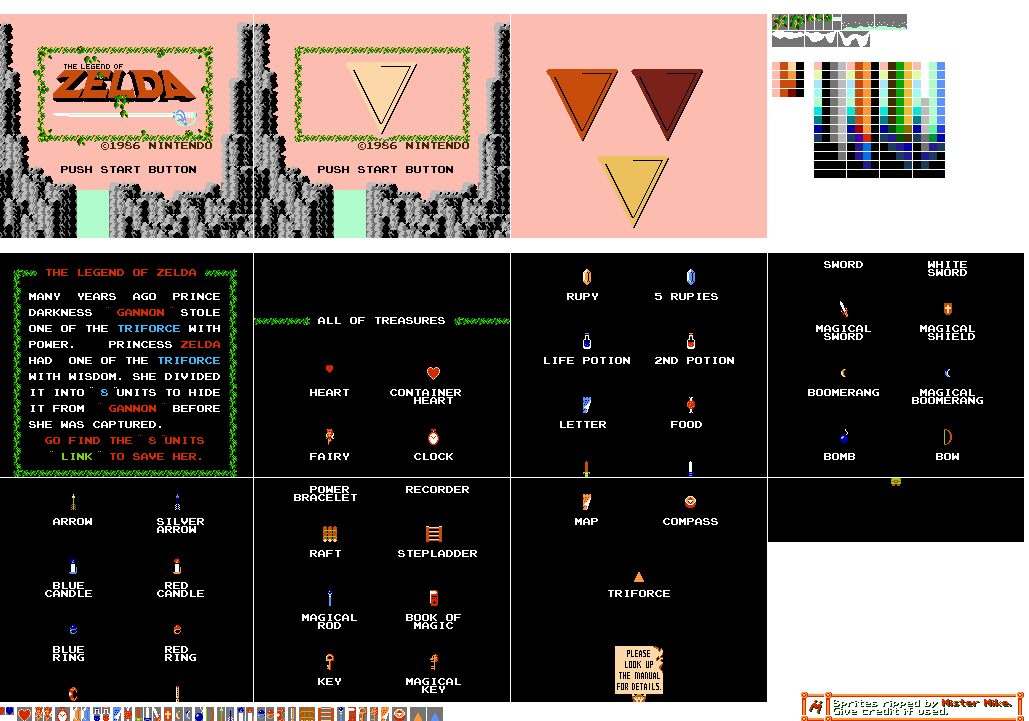 THE LEGEND OF
ZELDA
©1986 NINTENDO
PUSH START BUTTON
©1986 NINTENDO
PUSH START BUTTON
THE LEGEND OF ZELDA
MANY YEARS AGO PRINCE
DARKNESS "GANNON" STOLE
ONE OF THE TRIFORCE WITH
POWER. PRINCESS ZELDA
HAD ONE OF THE TRIFORCE
WITH WISDOM. SHE DIVIDED
IT INTO "8"UNITS TO HIDE
IT FROM "GANNON" BEFORE
SHE WAS CAPTURED.
GO FIND THE "8"UNITS
"LINK" TO SAVE HER.
ALL OF TREASURES
HEART
CONTAINER
HEART
FAIRY
CLOCK
RUPY
5 RUPIES
LIFE POTION
2ND POTION
LETTER
FOOD
SWORD
WHITE
SWORD
MAGICAL
SWORD
MAGICAL
SHIELD
BOOMERANG
MAGICAL
BOOMERANG
BOMB
BOW
ARROW
SILVER
ARROW
BLUE
CANDLE
RED
CANDLE
BLUE
RING
RED
RING
POWER
BRACELET
RECORDER
RAFT
STEPLADDER
MAGICAL
ROD
BOOK OF
MAGIC
KEY
MAGICAL
KEY
MAP
COMPASS
TRIFORCE
PLEASE
LOOK UP
THE MANUAL
FOR DETAILS.
Sprites ripped by Mister Mike.
Give credit if used.